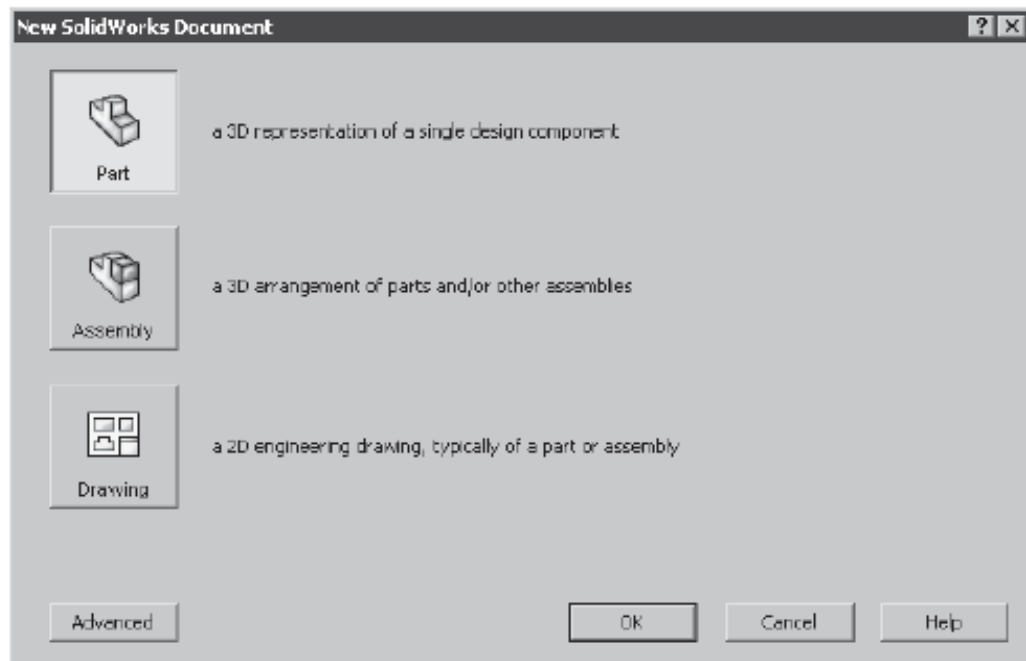 New SolidWorks Document
Part
a 3D representation of a single design component
Assembly
a 3D arrangement of parts and/or other assemblies
Drawing
a 2D engineering drawing, typically of a part or assembly
Advanced
OK
Cancel
Help